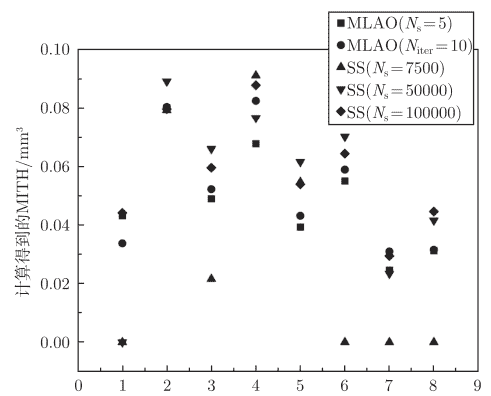 MLAO(Nₛ=5)
MLAO(Nᵢₜₑᵣ=10)
SS(Nₛ=7500)
SS(Nₛ=50000)
SS(Nₛ=100000)
计算得到的MITH/mm³
0.10
0.08
0.06
0.04
0.02
0.00
0 1 2 3 4 5 6 7 8 9